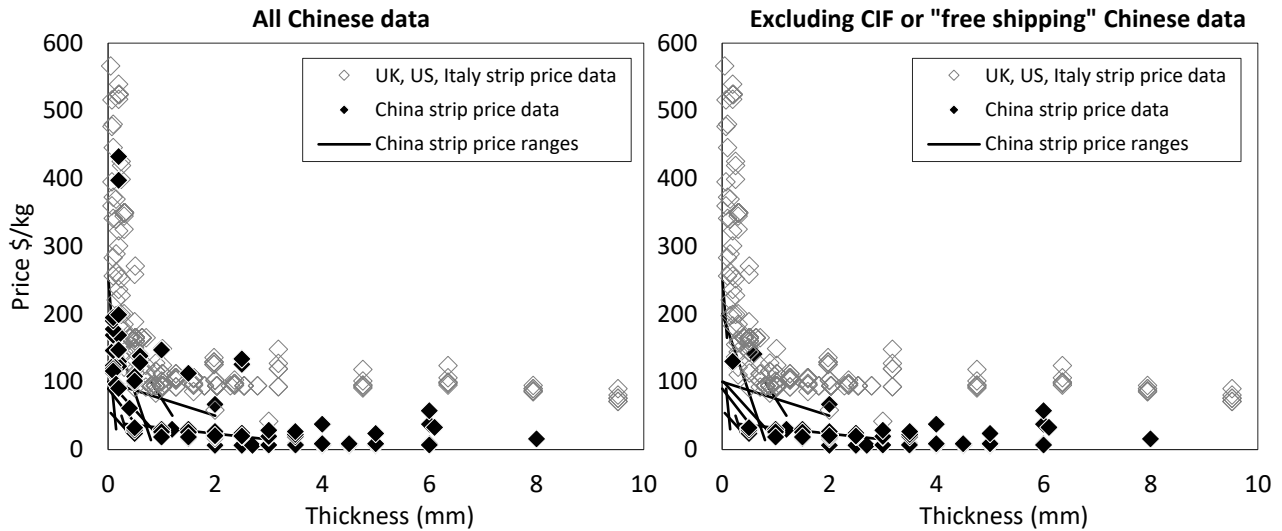 All Chinese data
600
500
400
300
200
100
0
Price $/kg
UK, US, Italy strip price data
China strip price data
China strip price ranges
0 2 4 6 8 10
Thickness (mm)
Excluding CIF or "free shipping" Chinese data
600
500
400
300
200
100
0
UK, US, Italy strip price data
China strip price data
China strip price ranges
0 2 4 6 8 10
Thickness (mm)